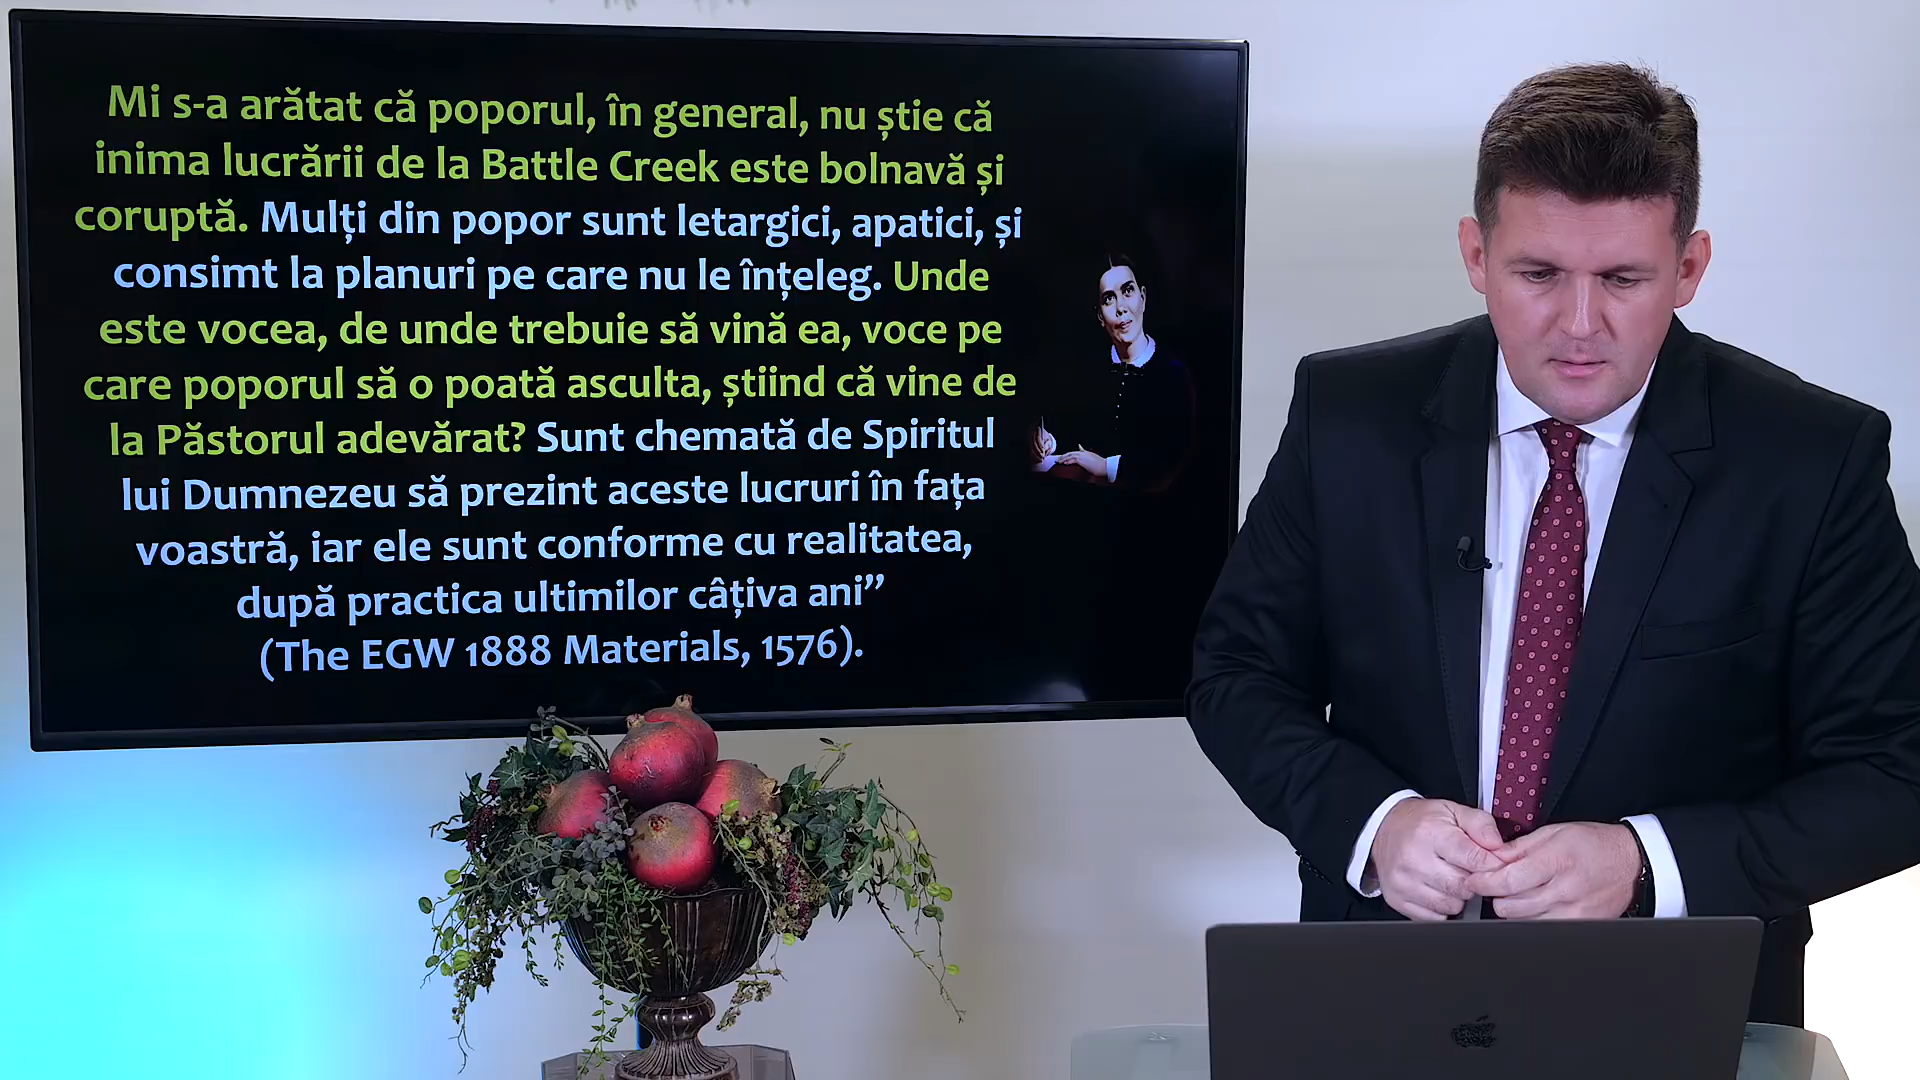 Mi s-a arătat că poporul, în general, nu știe că
inima lucrării de la Battle Creek este bolnavă și
coruptă. Mulți din popor sunt letargici, apatici, și
consimt la planuri pe care nu le înțeleg. Unde
este vocea, de unde trebuie să vină ea, voce pe
care poporul să o poată asculta, știind că vine de
la Păstorul adevărat? Sunt chemată de Spiritul
lui Dumnezeu să prezint aceste lucruri în fața
voastră, iar ele sunt conforme cu realitatea,
după practica ultimilor câțiva ani”
(The EGW 1888 Materials, 1576).